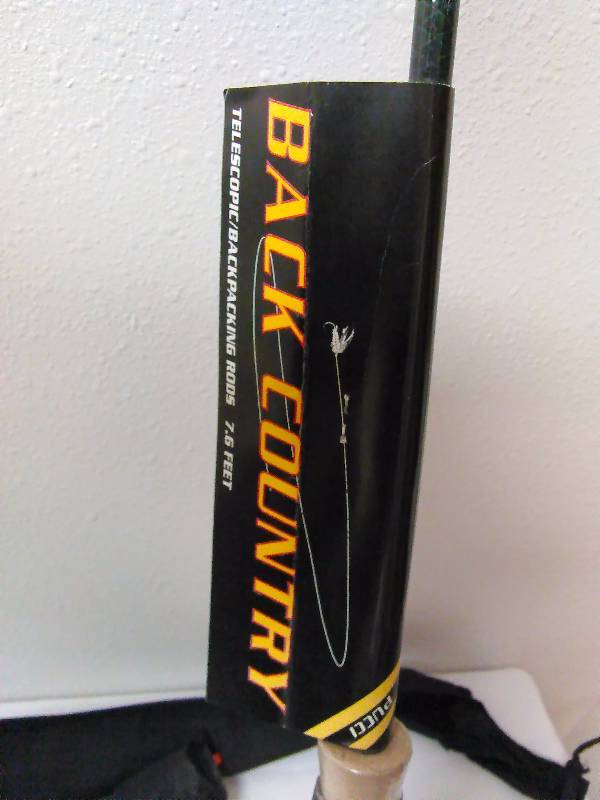 BACK COUNTRY
TELESCOPIC/BACKPACKING RODS 7.6 FEET
PUCCI